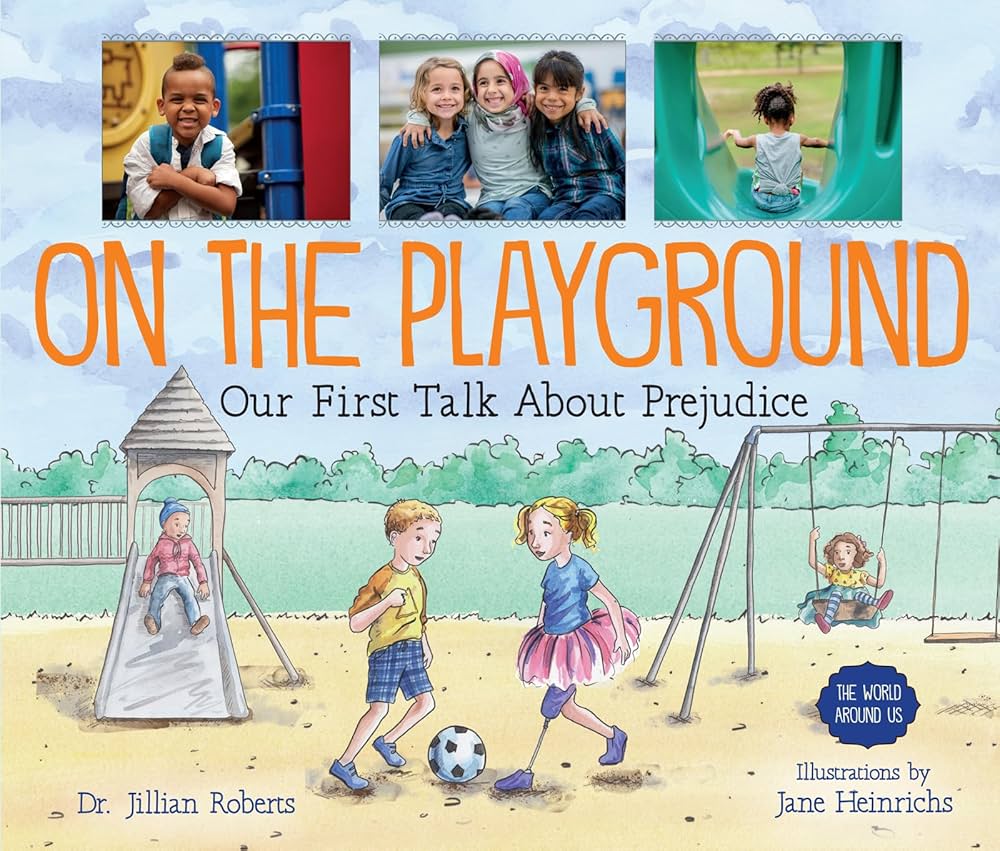 ON THE PLAYGROUND
Our First Talk About Prejudice
THE WORLD
AROUND US
Dr. Jillian Roberts
Illustrations by
Jane Heinrichs